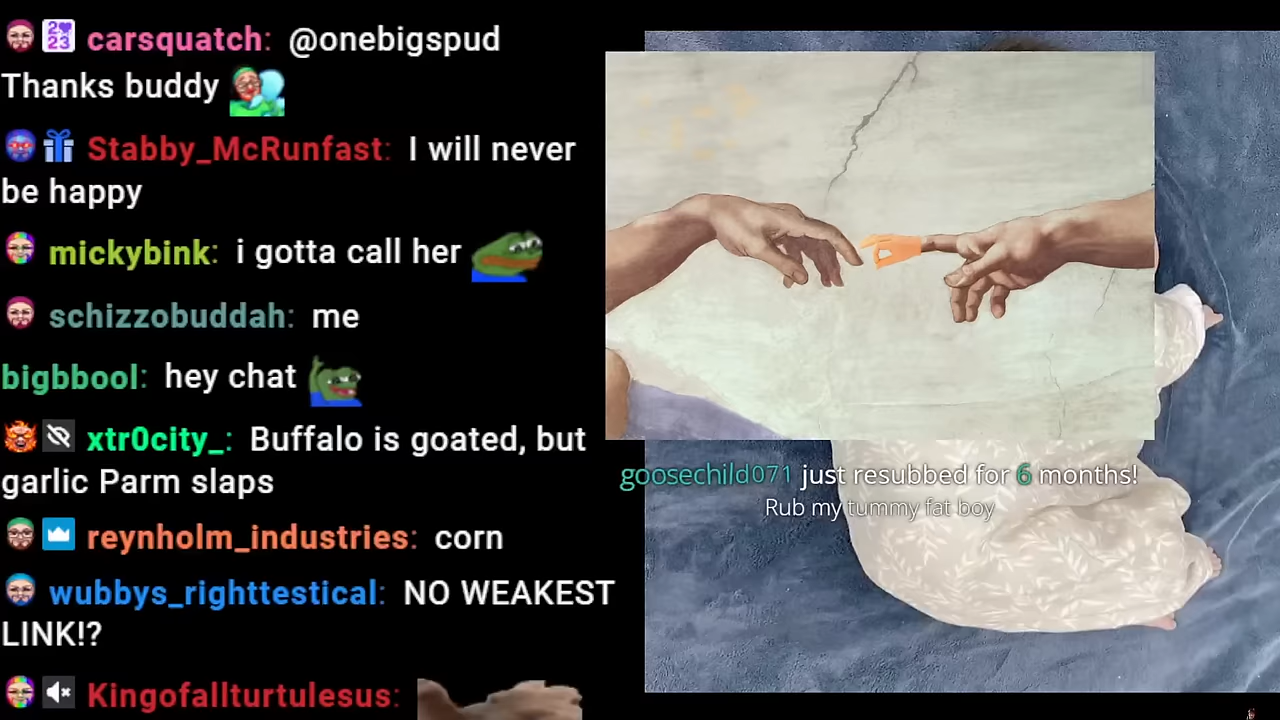 carsquatch: @onebigspud
Thanks buddy
Stabby_McRunfast: I will never
be happy
mickybink: i gotta call her
schizzobuddah: me
bigbbool: hey chat
xtr0city_: Buffalo is goated, but
garlic Parm slaps
reynholm_industries: corn
wubbys_righttestical: NO WEAKEST
LINK!?
Kingofallturtulesus:
goosechild071 just resubbed for 6 months!
Rub my tummy fat boy